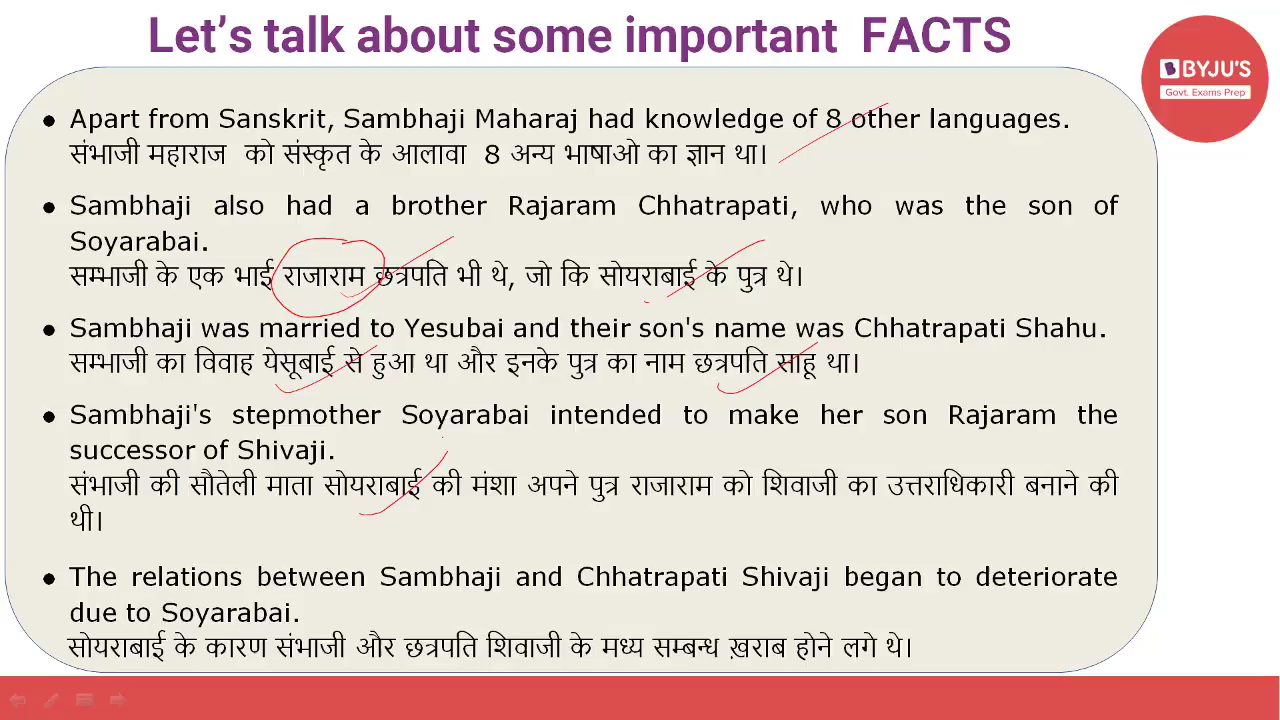 Let's talk about some important FACTS
BYJU'S
Govt. Exams Prep
• Apart from Sanskrit, Sambhaji Maharaj had knowledge of 8 other languages.
संभाजी महाराज को संस्कृत के आलावा 8 अन्य भाषाओ का ज्ञान था।
• Sambhaji also had a brother Rajaram Chhatrapati, who was the son of
Soyarabai.
सम्भाजी के एक भाई राजाराम छत्रपति भी थे, जो कि सोयराबाई के पुत्र थे।
• Sambhaji was married to Yesubai and their son's name was Chhatrapati Shahu.
सम्भाजी का विवाह येसूबाई से हुआ था और इनके पुत्र का नाम छत्रपति साहू था।
• Sambhaji's stepmother Soyarabai intended to make her son Rajaram the
successor of Shivaji.
संभाजी की सौतेली माता सोयराबाई की मंशा अपने पुत्र राजाराम को शिवाजी का उत्तराधिकारी बनाने की
थी।
• The relations between Sambhaji and Chhatrapati Shivaji began to deteriorate
due to Soyarabai.
सोयराबाई के कारण संभाजी और छत्रपति शिवाजी के मध्य सम्बन्ध ख़राब होने लगे थे।